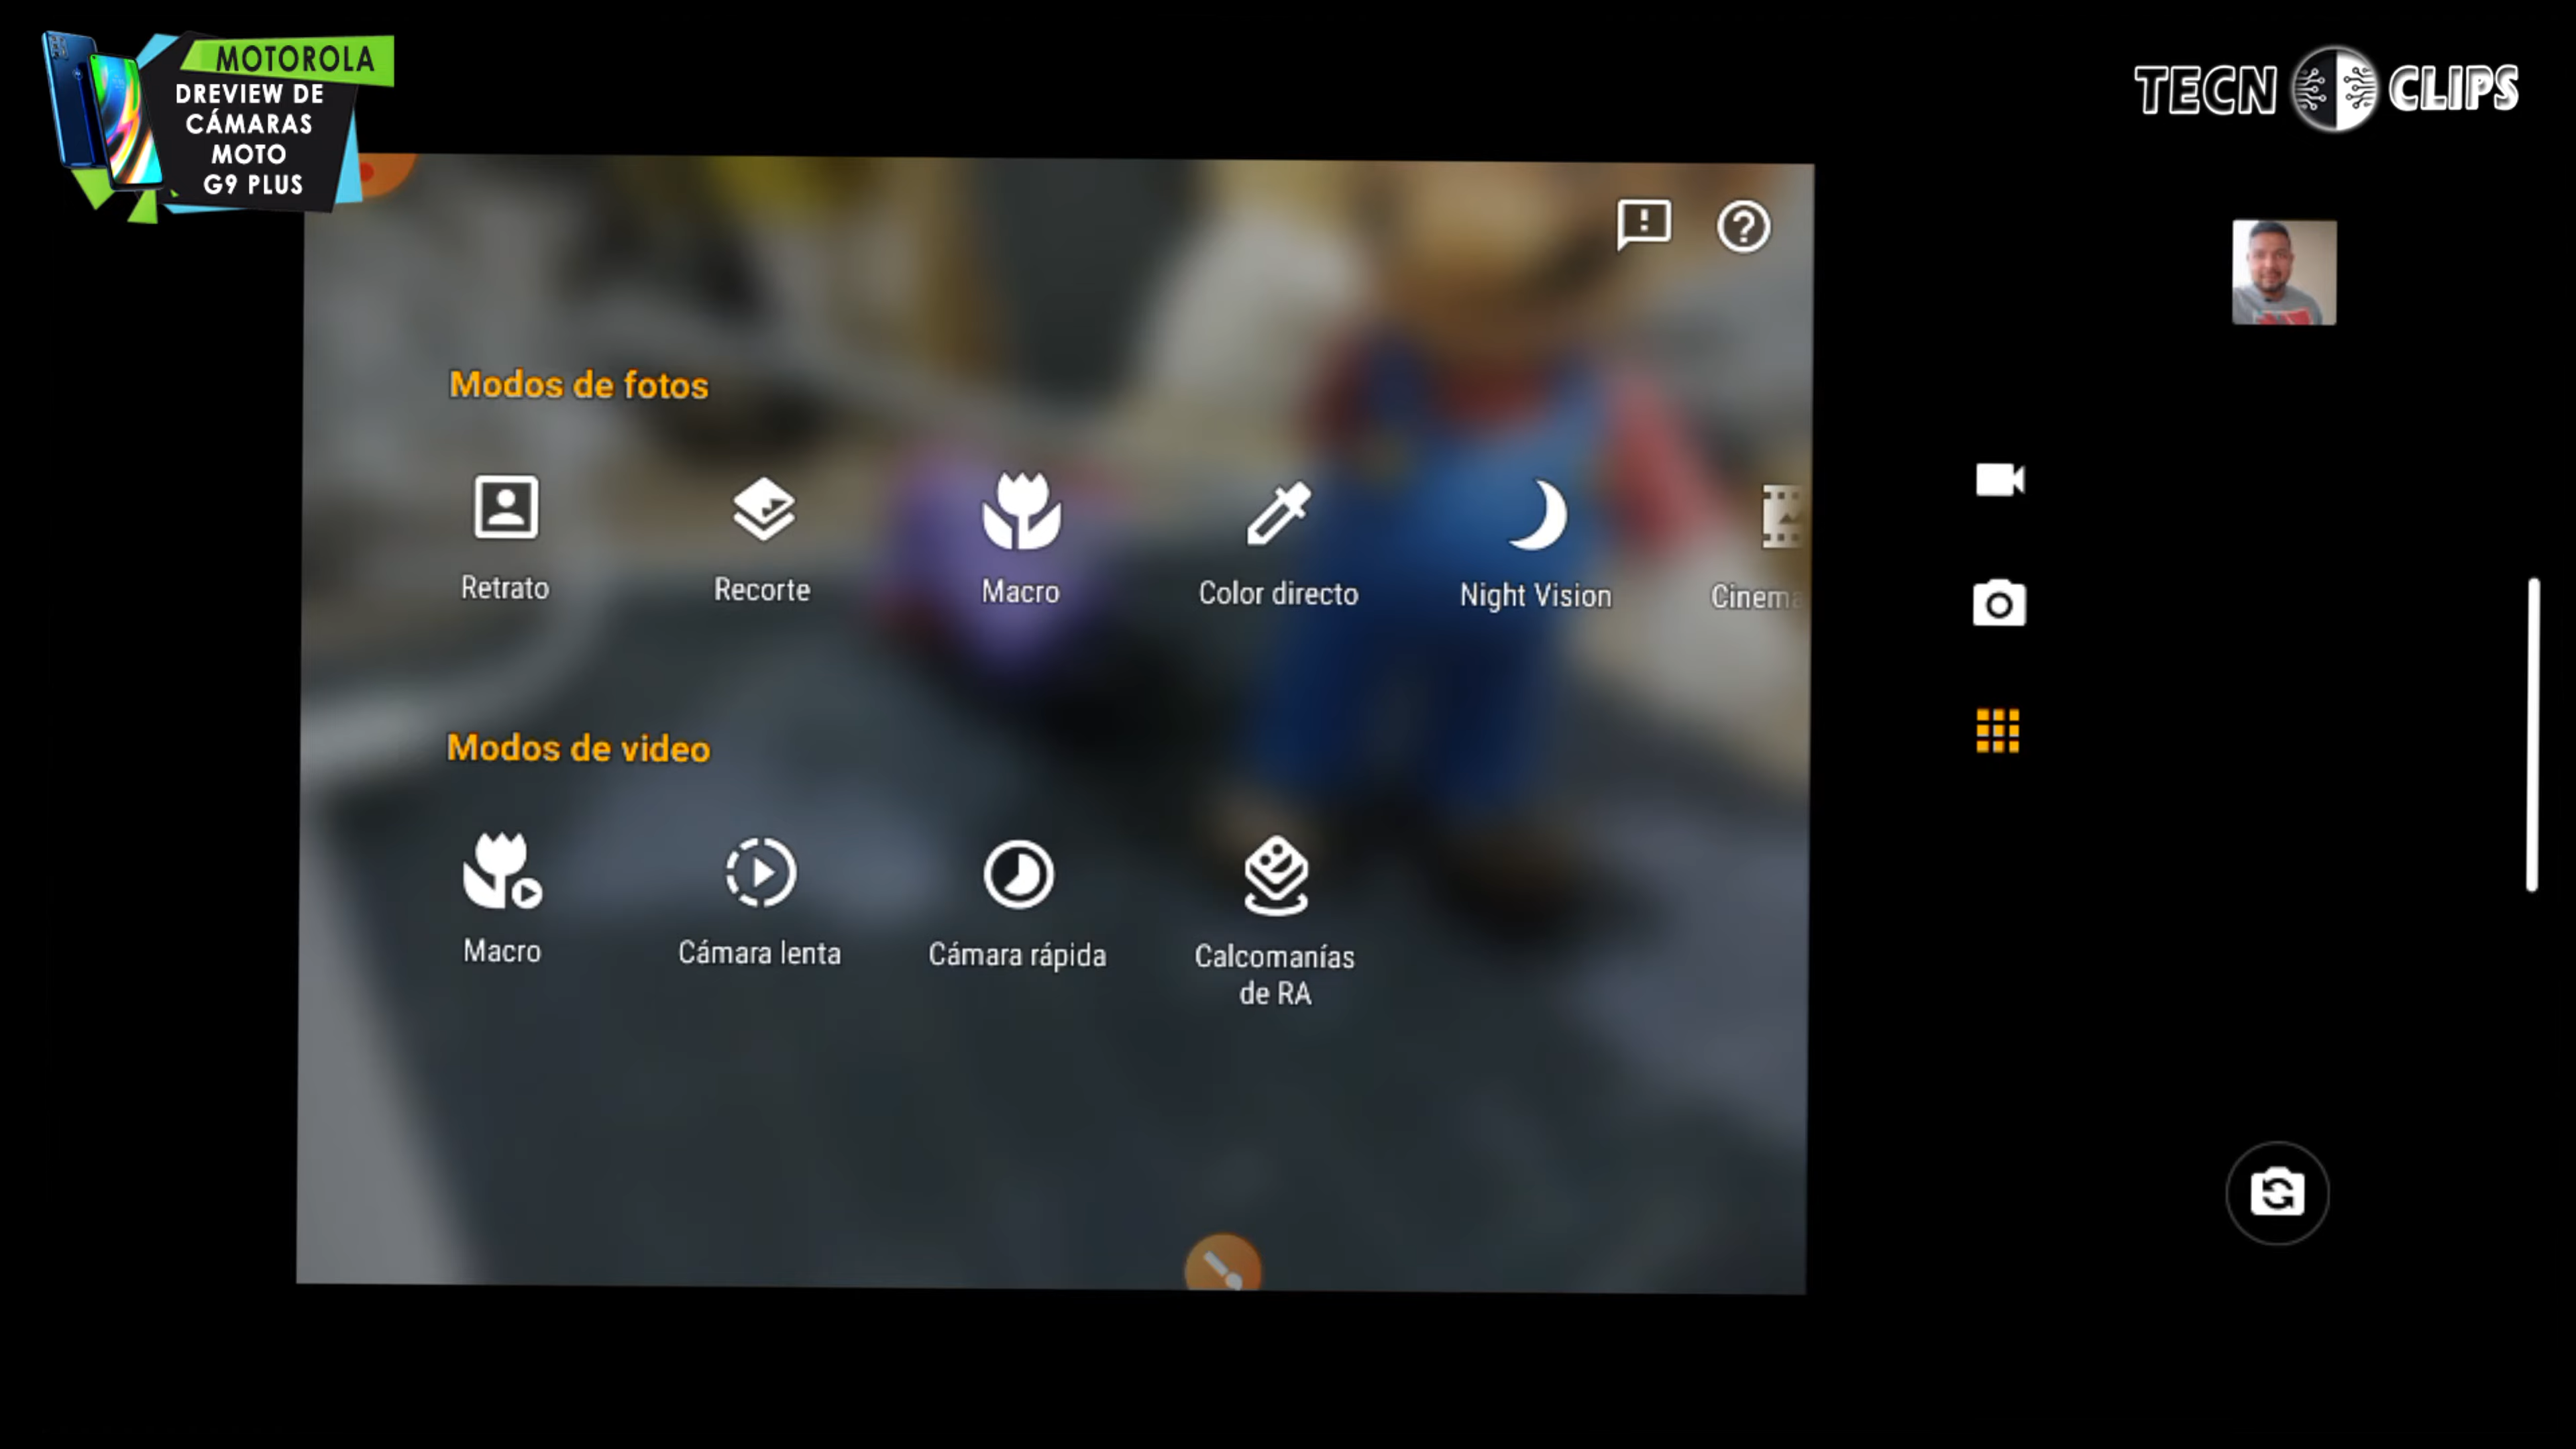 MOTOROLA
DREVIEW DE
CÁMARAS
MOTO
G9 PLUS
TECN CLIPS
Modos de fotos
Retrato
Recorte
Macro
Color directo
Night Vision
Cinema
Modos de video
Macro
Cámara lenta
Cámara rápida
Calcomanías
de RA